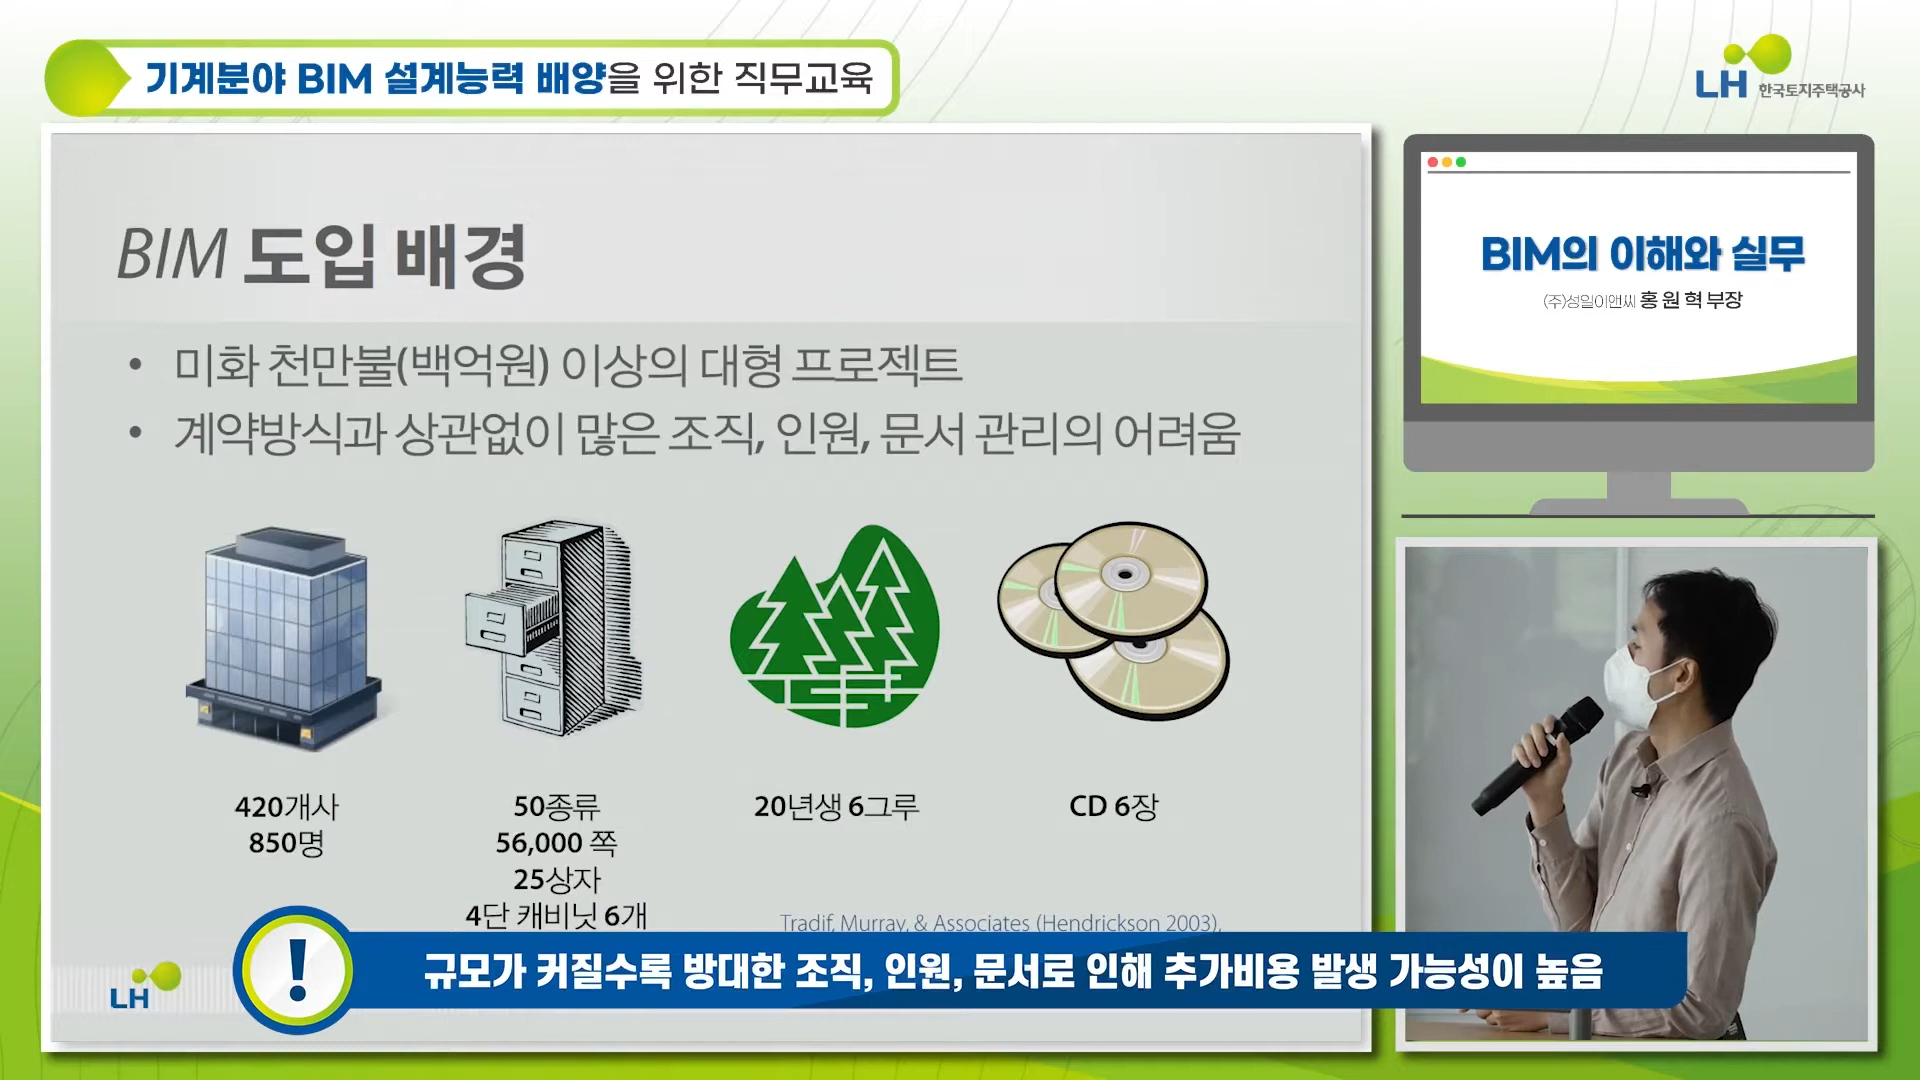 기계분야 BIM 설계능력 배양을 위한 직무교육
LH 한국토지주택공사
BIM 도입 배경
• 미화 천만불(백억원) 이상의 대형 프로젝트
• 계약방식과 상관없이 많은 조직, 인원, 문서 관리의 어려움
420개사
850명
50종류
56,000 쪽
25상자
4단 캐비닛 6개
20년생 6그루
CD 6장
Tradif, Murray, & Associates (Hendrickson 2003),
LH
! 규모가 커질수록 방대한 조직, 인원, 문서로 인해 추가비용 발생 가능성이 높음
BIM의 이해와 실무
(주)성일이앤씨 홍 원 혁 부장